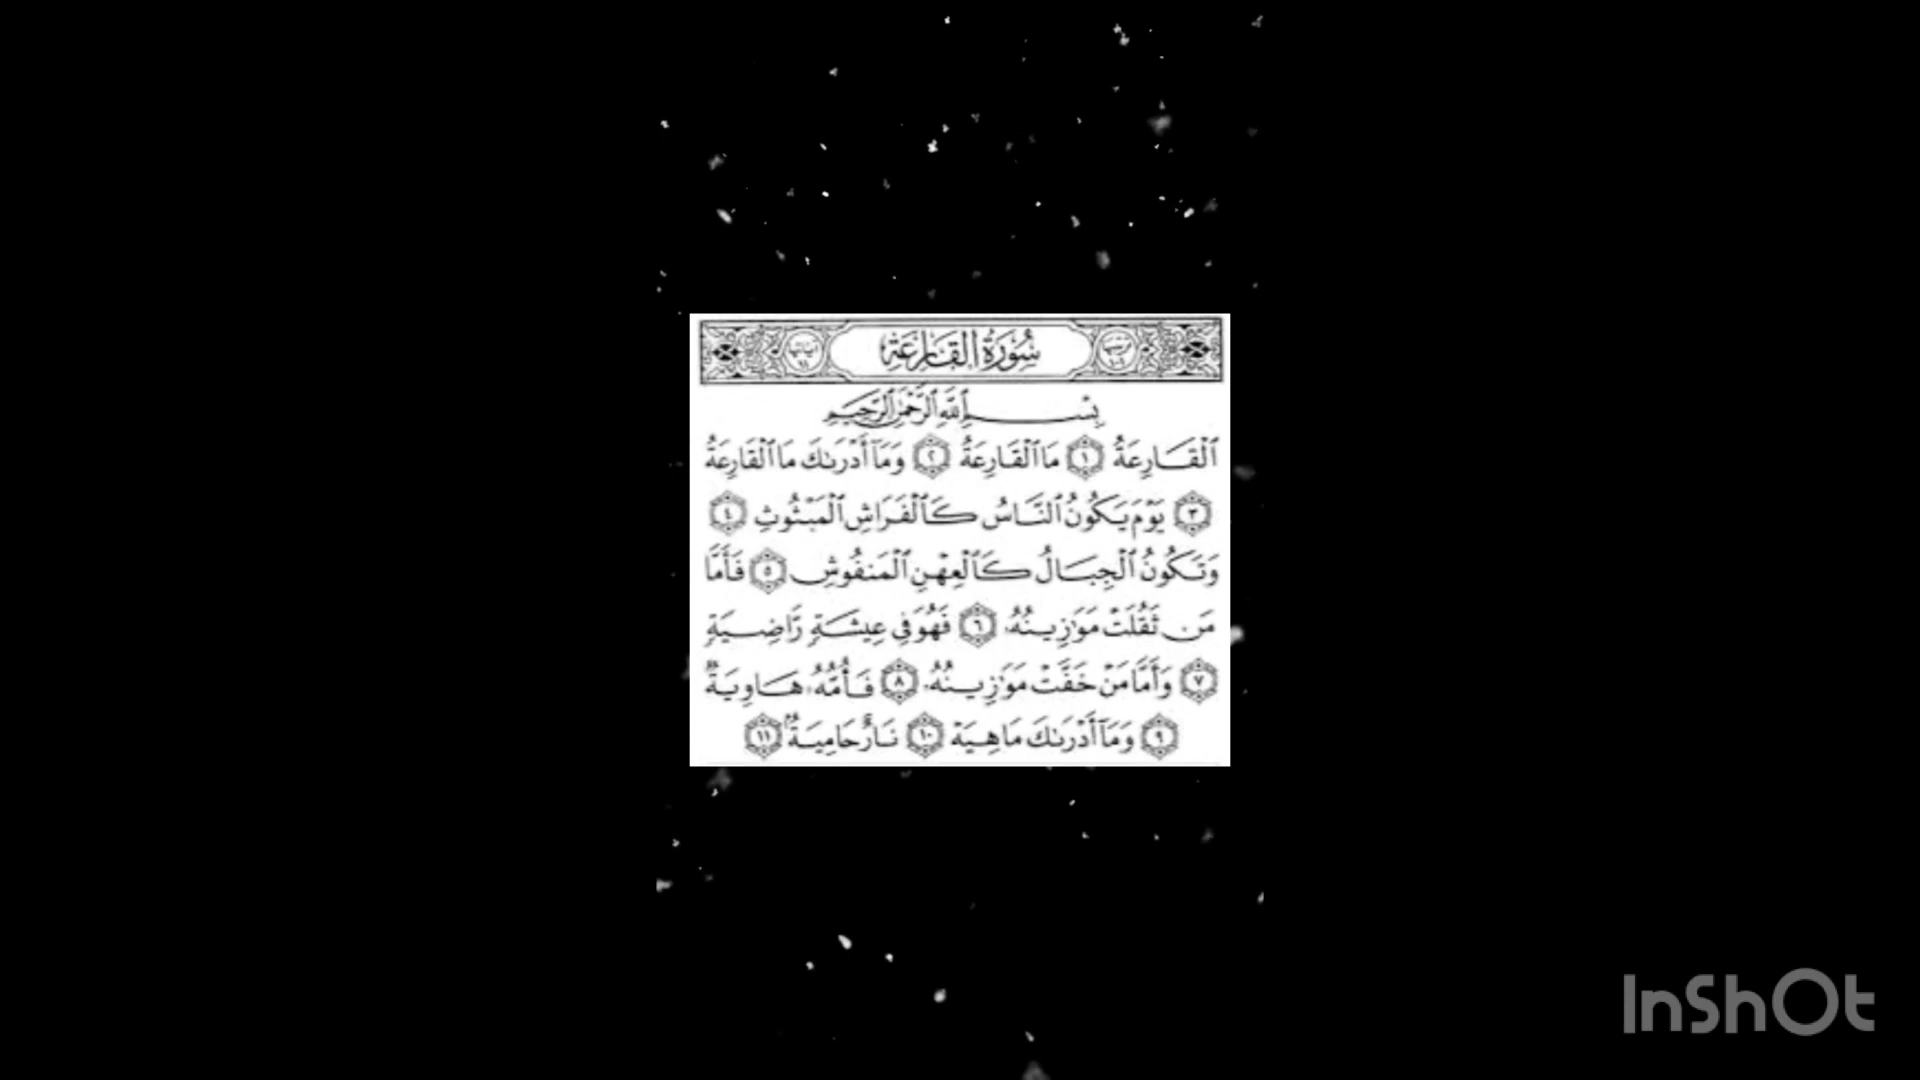 سُورَةُ القَارِعَةِ
بِسْمِ ٱللَّهِ ٱلرَّحْمَٰنِ ٱلرَّحِيمِ
ٱلْقَارِعَةُ ١ مَا ٱلْقَارِعَةُ ٢ وَمَآ أَدْرَىٰكَ مَا ٱلْقَارِعَةُ
٣ يَوْمَ يَكُونُ ٱلنَّاسُ كَٱلْفَرَاشِ ٱلْمَبْثُوثِ ٤
وَتَكُونُ ٱلْجِبَالُ كَٱلْعِهْنِ ٱلْمَنفُوشِ ٥ فَأَمَّا
مَن ثَقُلَتْ مَوَٰزِينُهُۥ ٦ فَهُوَ فِى عِيشَةٍ رَّاضِيَةٍ
٧ وَأَمَّا مَنْ خَفَّتْ مَوَٰزِينُهُۥ ٨ فَأُمُّهُۥ هَاوِيَةٌ
٩ وَمَآ أَدْرَىٰكَ مَا هِيَهْ ١٠ نَارٌ حَامِيَةٌۢ ١١
InShOt